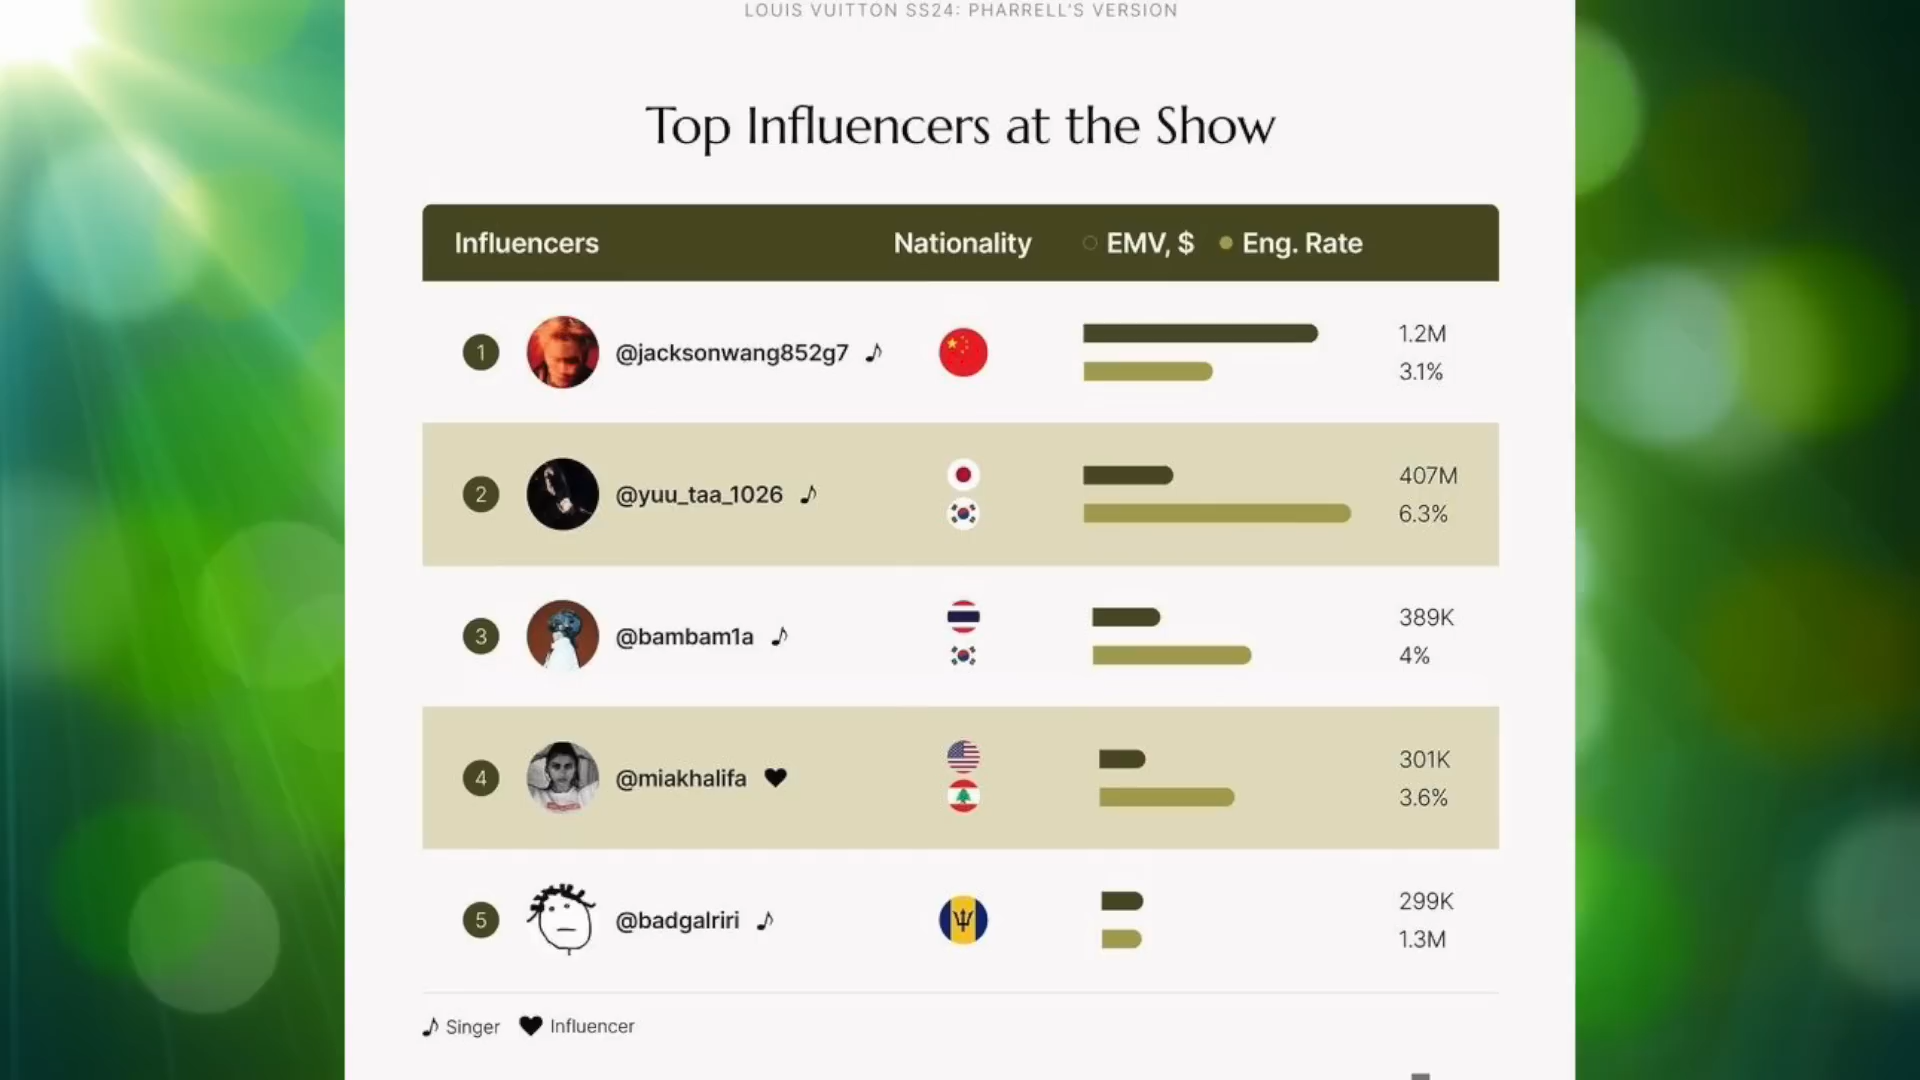 LOUIS VUITTON SS24: PHARRELL'S VERSION
Top Influencers at the Show
Influencers Nationality EMV, $ Eng. Rate
1 @jacksonwang852g7 1.2M
3.1%
2 @yuu_taa_1026 407M
6.3%
3 @bambam1a 389K
4%
4 @miakhalifa 301K
3.6%
5 @badgalriri 299K
1.3M
Singer Influencer